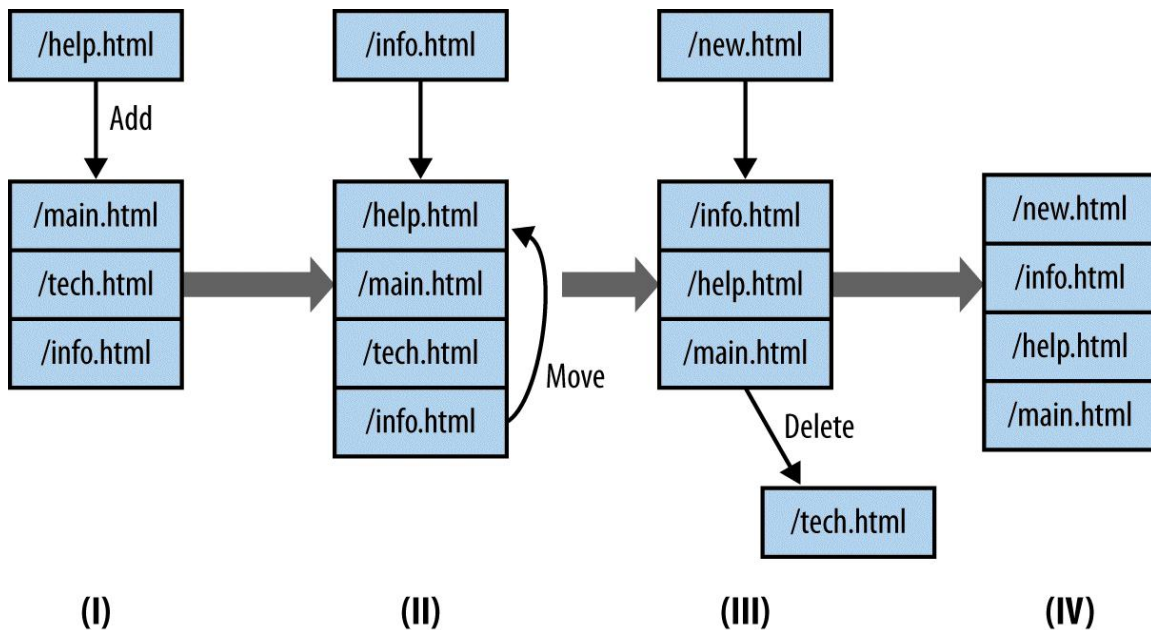 /help.html
Add
/main.html
/tech.html
/info.html
(I)
/info.html
/help.html
/main.html
/tech.html
/info.html
Move
(II)
/new.html
/info.html
/help.html
/main.html
Delete
/tech.html
(III)
/new.html
/info.html
/help.html
/main.html
(IV)